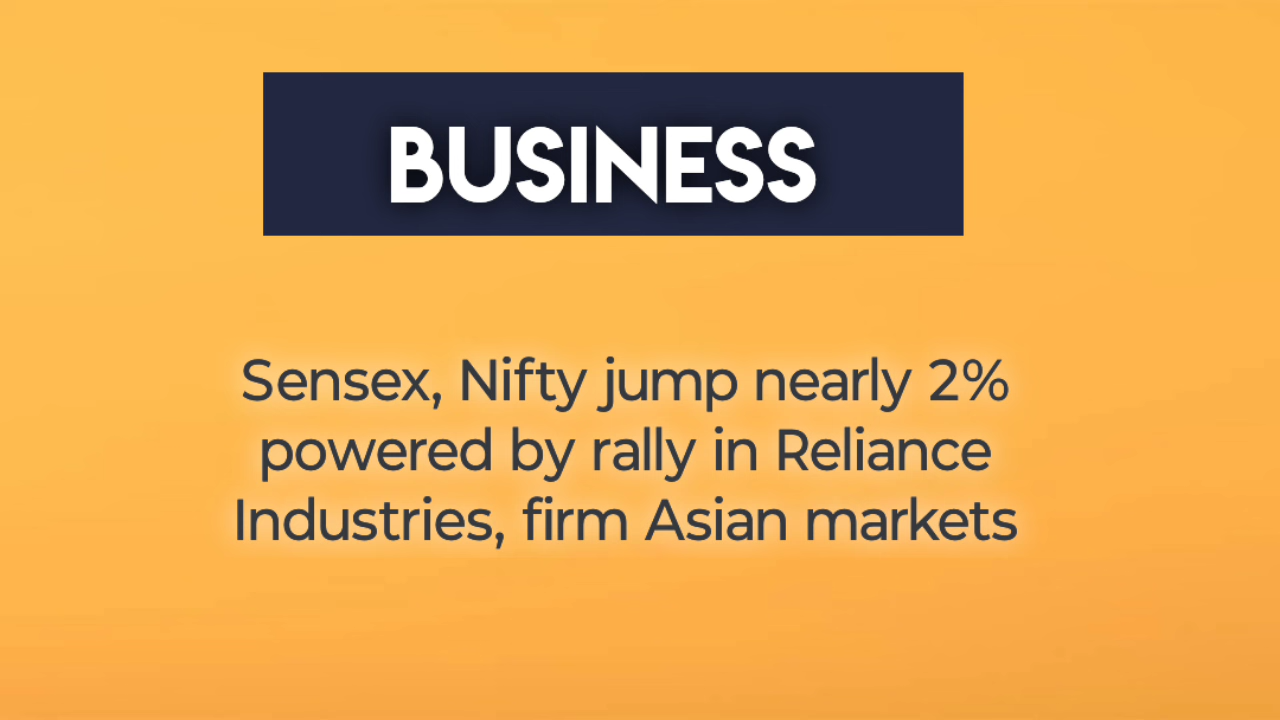 BUSINESS
Sensex, Nifty jump nearly 2%
powered by rally in Reliance
Industries, firm Asian markets